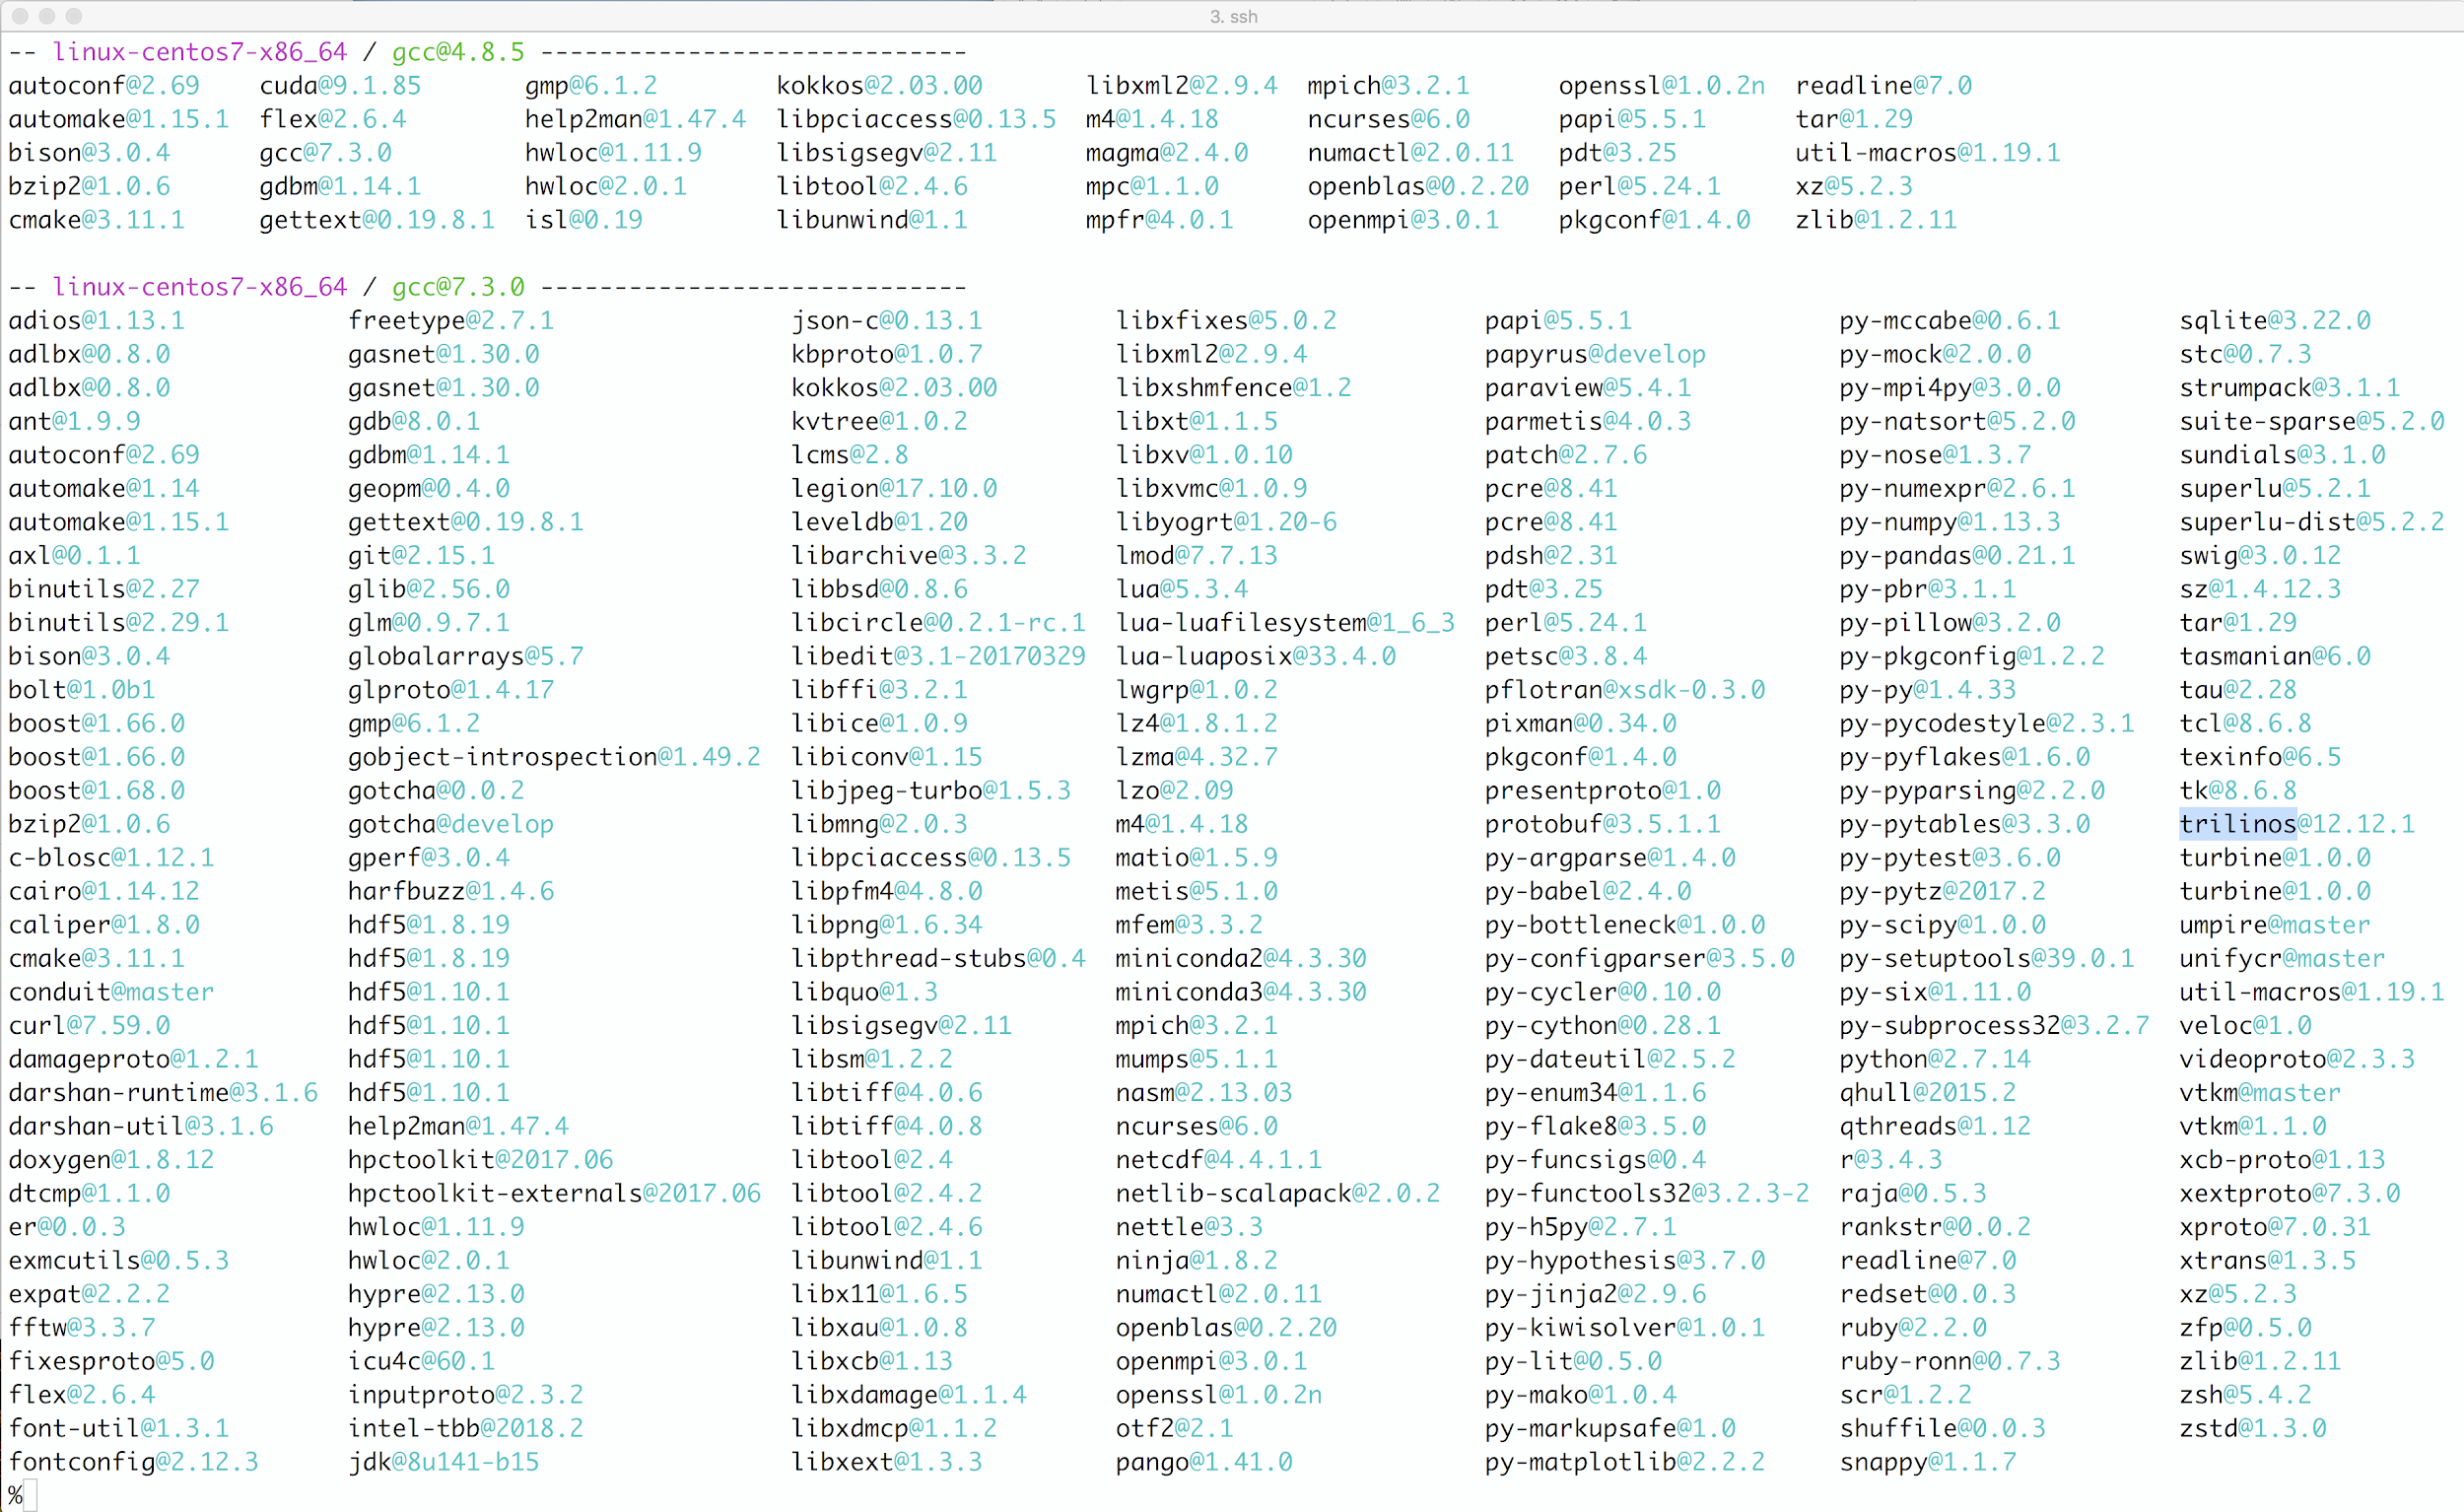 3. ssh
-- linux-centos7-x86_64 / gcc@4.8.5 -----------------------------
autoconf@2.69 cuda@9.1.85 gmp@6.1.2 kokkos@2.03.00 libxml2@2.9.4 mpich@3.2.1 openssl@1.0.2n readline@7.0
automake@1.15.1 flex@2.6.4 help2man@1.47.4 libpciaccess@0.13.5 m4@1.4.18 ncurses@6.0 papi@5.5.1 tar@1.29
bison@3.0.4 gcc@7.3.0 hwloc@1.11.9 libsigsegv@2.11 magma@2.4.0 numactl@2.0.11 pdt@3.25 util-macros@1.19.1
bzip2@1.0.6 gdbm@1.14.1 hwloc@2.0.1 libtool@2.4.6 mpc@1.1.0 openblas@0.2.20 perl@5.24.1 xz@5.2.3
cmake@3.11.1 gettext@0.19.8.1 isl@0.19 libunwind@1.1 mpfr@4.0.1 openmpi@3.0.1 pkgconf@1.4.0 zlib@1.2.11
-- linux-centos7-x86_64 / gcc@7.3.0 -----------------------------
adios@1.13.1 freetype@2.7.1 json-c@0.13.1 libxfixes@5.0.2 papi@5.5.1 py-mccabe@0.6.1 sqlite@3.22.0
adlbx@0.8.0 gasnet@1.30.0 kbproto@1.0.7 libxml2@2.9.4 papyrus@develop py-mock@2.0.0 stc@0.7.3
adlbx@0.8.0 gasnet@1.30.0 kokkos@2.03.00 libxshmfence@1.2 paraview@5.4.1 py-mpi4py@3.0.0 strumpack@3.1.1
ant@1.9.9 gdb@8.0.1 kvtree@1.0.2 libxt@1.1.5 parmetis@4.0.3 py-natsort@5.2.0 suite-sparse@5.2.0
autoconf@2.69 gdbm@1.14.1 lcms@2.8 libxv@1.0.10 patch@2.7.6 py-nose@1.3.7 sundials@3.1.0
automake@1.14 geopm@0.4.0 legion@17.10.0 libxvmc@1.0.9 pcre@8.41 py-numexpr@2.6.1 superlu@5.2.1
automake@1.15.1 gettext@0.19.8.1 leveldb@1.20 libyogrt@1.20-6 pcre@8.41 py-numpy@1.13.3 superlu-dist@5.2.2
axl@0.1.1 git@2.15.1 libarchive@3.3.2 lmod@7.7.13 pdsh@2.31 py-pandas@0.21.1 swig@3.0.12
binutils@2.27 glib@2.56.0 libbsd@0.8.6 lua@5.3.4 pdt@3.25 py-pbr@3.1.1 sz@1.4.12.3
binutils@2.29.1 glm@0.9.7.1 libcircle@0.2.1-rc.1 lua-luafilesystem@1_6_3 perl@5.24.1 py-pillow@3.2.0 tar@1.29
bison@3.0.4 globalarrays@5.7 libedit@3.1-20170329 lua-luaposix@33.4.0 petsc@3.8.4 py-pkgconfig@1.2.2 tasmanian@6.0
bolt@1.0b1 glproto@1.4.17 libffi@3.2.1 lwgrp@1.0.2 pflotran@xsdk-0.3.0 py-py@1.4.33 tau@2.28
boost@1.66.0 gmp@6.1.2 libice@1.0.9 lz4@1.8.1.2 pixman@0.34.0 py-pycodestyle@2.3.1 tcl@8.6.8
boost@1.66.0 gobject-introspection@1.49.2 libiconv@1.15 lzma@4.32.7 pkgconf@1.4.0 py-pyflakes@1.6.0 texinfo@6.5
boost@1.68.0 gotcha@0.0.2 libjpeg-turbo@1.5.3 lzo@2.09 presentproto@1.0 py-pyparsing@2.2.0 tk@8.6.8
bzip2@1.0.6 gotcha@develop libmng@2.0.3 m4@1.4.18 protobuf@3.5.1.1 py-pytables@3.3.0 trilinos@12.12.1
c-blosc@1.12.1 gperf@3.0.4 libpciaccess@0.13.5 matio@1.5.9 py-argparse@1.4.0 py-pytest@3.6.0 turbine@1.0.0
cairo@1.14.12 harfbuzz@1.4.6 libpfm4@4.8.0 metis@5.1.0 py-babel@2.4.0 py-pytz@2017.2 turbine@1.0.0
caliper@1.8.0 hdf5@1.8.19 libpng@1.6.34 mfem@3.3.2 py-bottleneck@1.0.0 py-scipy@1.0.0 umpire@master
cmake@3.11.1 hdf5@1.8.19 libpthread-stubs@0.4 miniconda2@4.3.30 py-configparser@3.5.0 py-setuptools@39.0.1 unifycr@master
conduit@master hdf5@1.10.1 libquo@1.3 miniconda3@4.3.30 py-cycler@0.10.0 py-six@1.11.0 util-macros@1.19.1
curl@7.59.0 hdf5@1.10.1 libsigsegv@2.11 mpich@3.2.1 py-cython@0.28.1 py-subprocess32@3.2.7 veloc@1.0
damageproto@1.2.1 hdf5@1.10.1 libsm@1.2.2 mumps@5.1.1 py-dateutil@2.5.2 python@2.7.14 videoproto@2.3.3
darshan-runtime@3.1.6 hdf5@1.10.1 libtiff@4.0.6 nasm@2.13.03 py-enum34@1.1.6 qhull@2015.2 vtkm@master
darshan-util@3.1.6 help2man@1.47.4 libtiff@4.0.8 ncurses@6.0 py-flake8@3.5.0 qthreads@1.12 vtkm@1.1.0
doxygen@1.8.12 hpctoolkit@2017.06 libtool@2.4 netcdf@4.4.1.1 py-funcsigs@0.4 r@3.4.3 xcb-proto@1.13
dtcmp@1.1.0 hpctoolkit-externals@2017.06 libtool@2.4.2 netlib-scalapack@2.0.2 py-functools32@3.2.3-2 raja@0.5.3 xextproto@7.3.0
er@0.0.3 hwloc@1.11.9 libtool@2.4.6 nettle@3.3 py-h5py@2.7.1 rankstr@0.0.2 xproto@7.0.31
exmcutils@0.5.3 hwloc@2.0.1 libunwind@1.1 ninja@1.8.2 py-hypothesis@3.7.0 readline@7.0 xtrans@1.3.5
expat@2.2.2 hypre@2.13.0 libx11@1.6.5 numactl@2.0.11 py-jinja2@2.9.6 redset@0.0.3 xz@5.2.3
fftw@3.3.7 hypre@2.13.0 libxau@1.0.8 openblas@0.2.20 py-kiwisolver@1.0.1 ruby@2.2.0 zfp@0.5.0
fixesproto@5.0 icu4c@60.1 libxcb@1.13 openmpi@3.0.1 py-lit@0.5.0 ruby-ronn@0.7.3 zlib@1.2.11
flex@2.6.4 inputproto@2.3.2 libxdamage@1.1.4 openssl@1.0.2n py-mako@1.0.4 scr@1.2.2 zsh@5.4.2
font-util@1.3.1 intel-tbb@2018.2 libxdmcp@1.1.2 otf2@2.1 py-markupsafe@1.0 shuffile@0.0.3 zstd@1.3.0
fontconfig@2.12.3 jdk@8u141-b15 libxext@1.3.3 pango@1.41.0 py-matplotlib@2.2.2 snappy@1.1.7
%